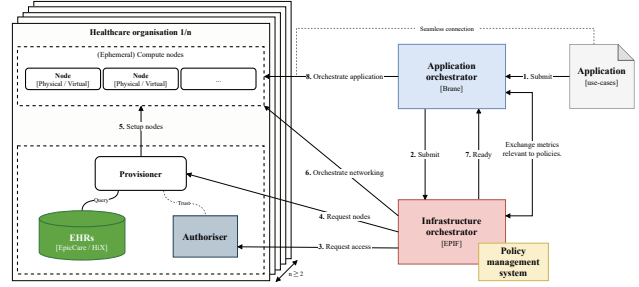 Healthcare organisation 1/n
Seamless connection
(Ephemeral) Compute nodes
Node
[Physical / Virtual]
Node
[Physical / Virtual]
...
8. Orchestrate application
Application
orchestrator
[Brane]
1. Submit
Application
[use-cases]
5. Setup nodes
2. Submit
7. Ready
Exchange metrics
relevant to policies.
6. Orchestrate networking
Provisioner
Query
Trust
4. Request nodes
EHRs
[EpicCare / HiX]
Authoriser
3. Request access
Infrastructure
orchestrator
[EPIF]
Policy
management
system
n ≥ 2